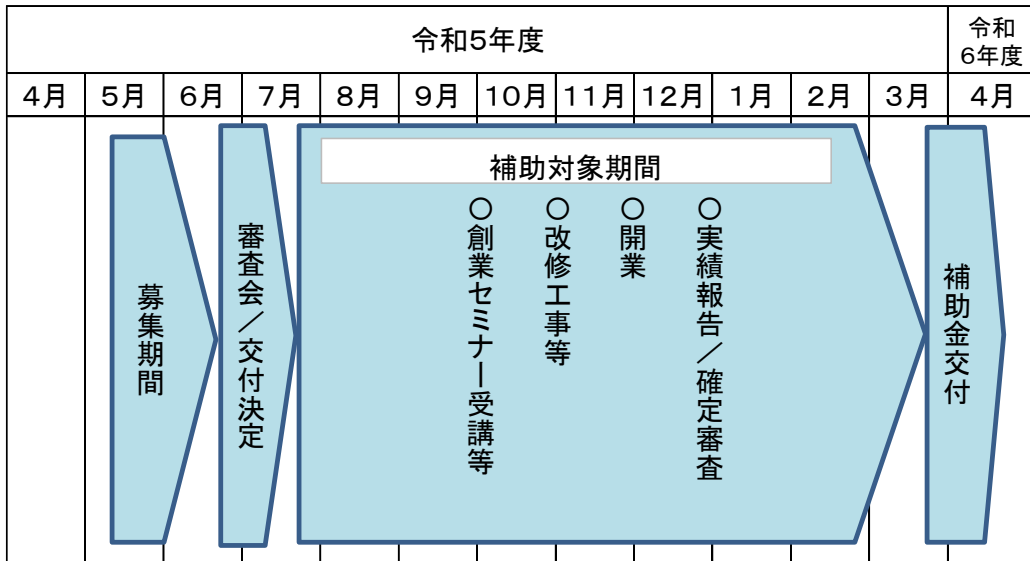 令和5年度
令和
6年度
4月
5月
6月
7月
8月
9月
10月
11月
12月
1月
2月
3月
4月
募集期間
審査会／交付決定
補助対象期間
○創業セミナー受講等
○改修工事等
○開業
○実績報告／確定審査
補助金交付